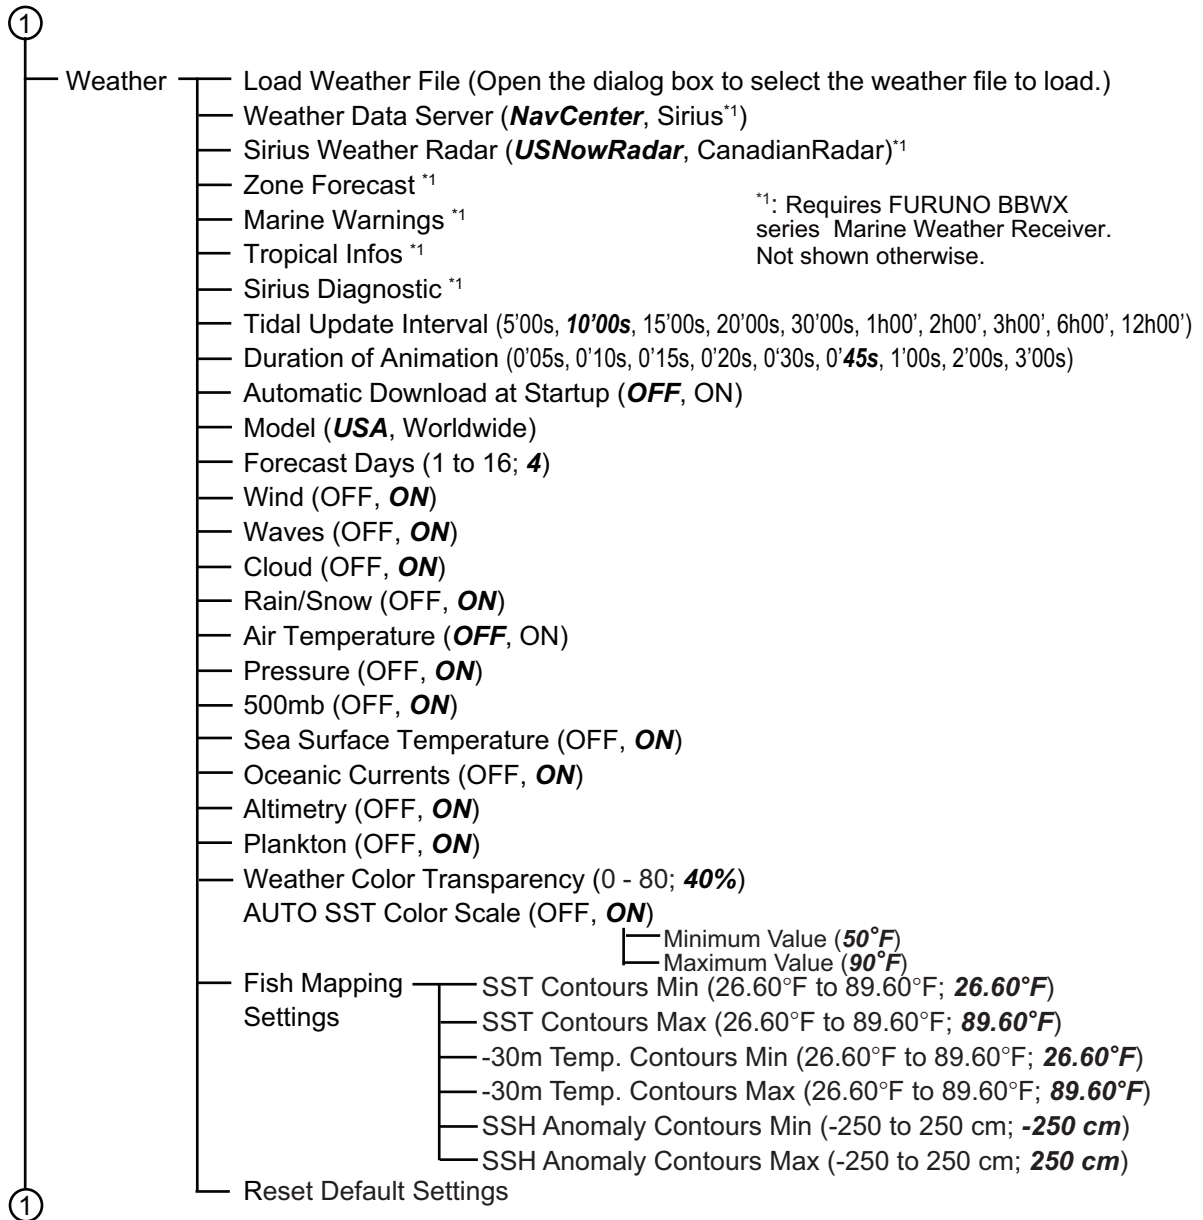 1
Weather
Load Weather File (Open the dialog box to select the weather file to load.)
Weather Data Server (NavCenter, Sirius*1)
Sirius Weather Radar (USNowRadar, CanadianRadar)*1
Zone Forecast *1
Marine Warnings *1
Tropical Infos *1
Sirius Diagnostic *1
*1: Requires FURUNO BBWX
series Marine Weather Receiver.
Not shown otherwise.
Tidal Update Interval (5’00s, 10’00s, 15’00s, 20’00s, 30’00s, 1h00’, 2h00’, 3h00’, 6h00’, 12h00’)
Duration of Animation (0’05s, 0’10s, 0’15s, 0’20s, 0‘30s, 0’45s, 1’00s, 2’00s, 3’00s)
Automatic Download at Startup (OFF, ON)
Model (USA, Worldwide)
Forecast Days (1 to 16; 4)
Wind (OFF, ON)
Waves (OFF, ON)
Cloud (OFF, ON)
Rain/Snow (OFF, ON)
Air Temperature (OFF, ON)
Pressure (OFF, ON)
500mb (OFF, ON)
Sea Surface Temperature (OFF, ON)
Oceanic Currents (OFF, ON)
Altimetry (OFF, ON)
Plankton (OFF, ON)
Weather Color Transparency (0 - 80; 40%)
AUTO SST Color Scale (OFF, ON)
Minimum Value (50°F)
Maximum Value (90°F)
Fish Mapping
Settings
SST Contours Min (26.60°F to 89.60°F; 26.60°F)
SST Contours Max (26.60°F to 89.60°F; 89.60°F)
-30m Temp. Contours Min (26.60°F to 89.60°F; 26.60°F)
-30m Temp. Contours Max (26.60°F to 89.60°F; 89.60°F)
SSH Anomaly Contours Min (-250 to 250 cm; -250 cm)
SSH Anomaly Contours Max (-250 to 250 cm; 250 cm)
Reset Default Settings
1